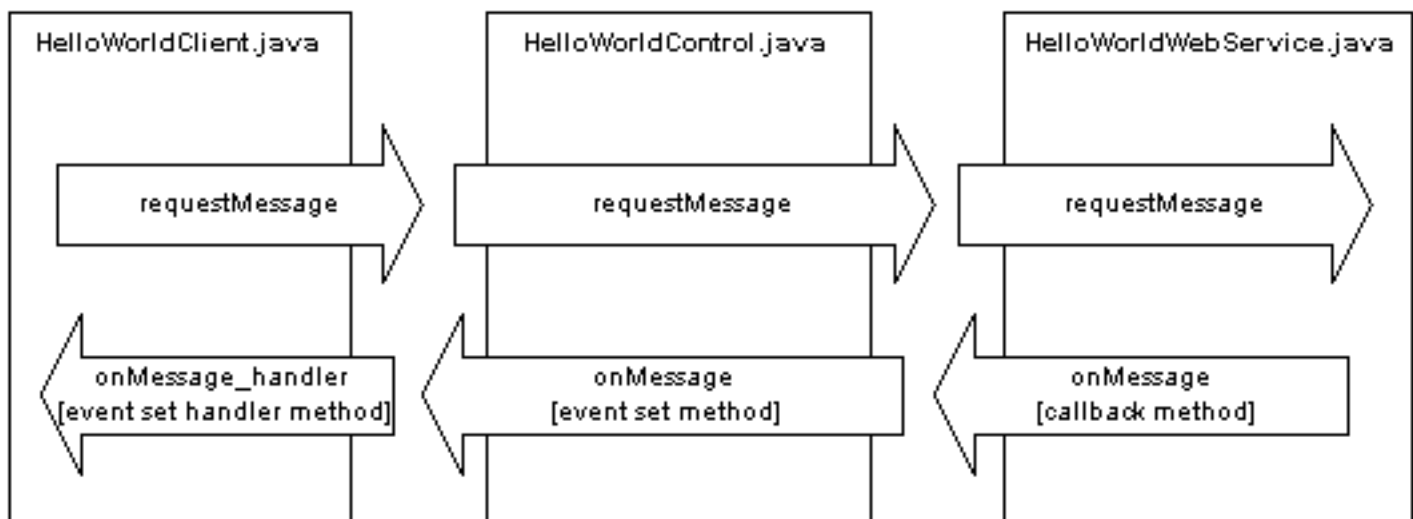 HelloWorldClient.java
HelloWorldControl.java
HelloWorldWebService.java
requestMessage
requestMessage
requestMessage
onMessage_handler
[event set handler method]
onMessage
[event set method]
onMessage
[callback method]